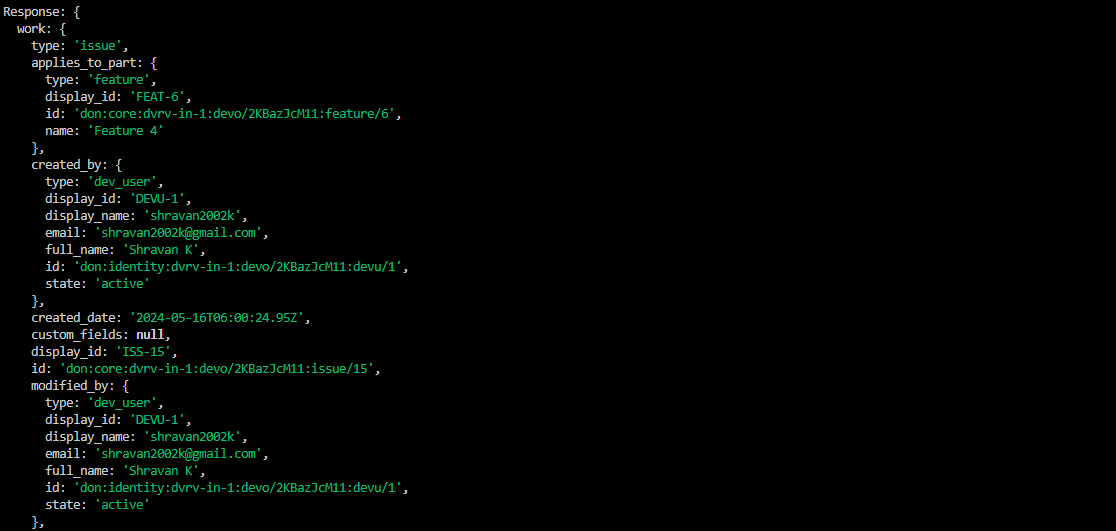 Response: {
  work: {
    type: 'issue',
    applies_to_part: {
      type: 'feature',
      display_id: 'FEAT-6',
      id: 'don:core:dvrv-in-1:devo/2KBazJcM11:feature/6',
      name: 'Feature 4'
    },
    created_by: {
      type: 'dev_user',
      display_id: 'DEVU-1',
      display_name: 'shravan2002k',
      email: 'shravan2002k@gmail.com',
      full_name: 'Shravan K',
      id: 'don:identity:dvrv-in-1:devo/2KBazJcM11:devu/1',
      state: 'active'
    },
    created_date: '2024-05-16T06:00:24.95Z',
    custom_fields: null,
    display_id: 'ISS-15',
    id: 'don:core:dvrv-in-1:devo/2KBazJcM11:issue/15',
    modified_by: {
      type: 'dev_user',
      display_id: 'DEVU-1',
      display_name: 'shravan2002k',
      email: 'shravan2002k@gmail.com',
      full_name: 'Shravan K',
      id: 'don:identity:dvrv-in-1:devo/2KBazJcM11:devu/1',
      state: 'active'
    },